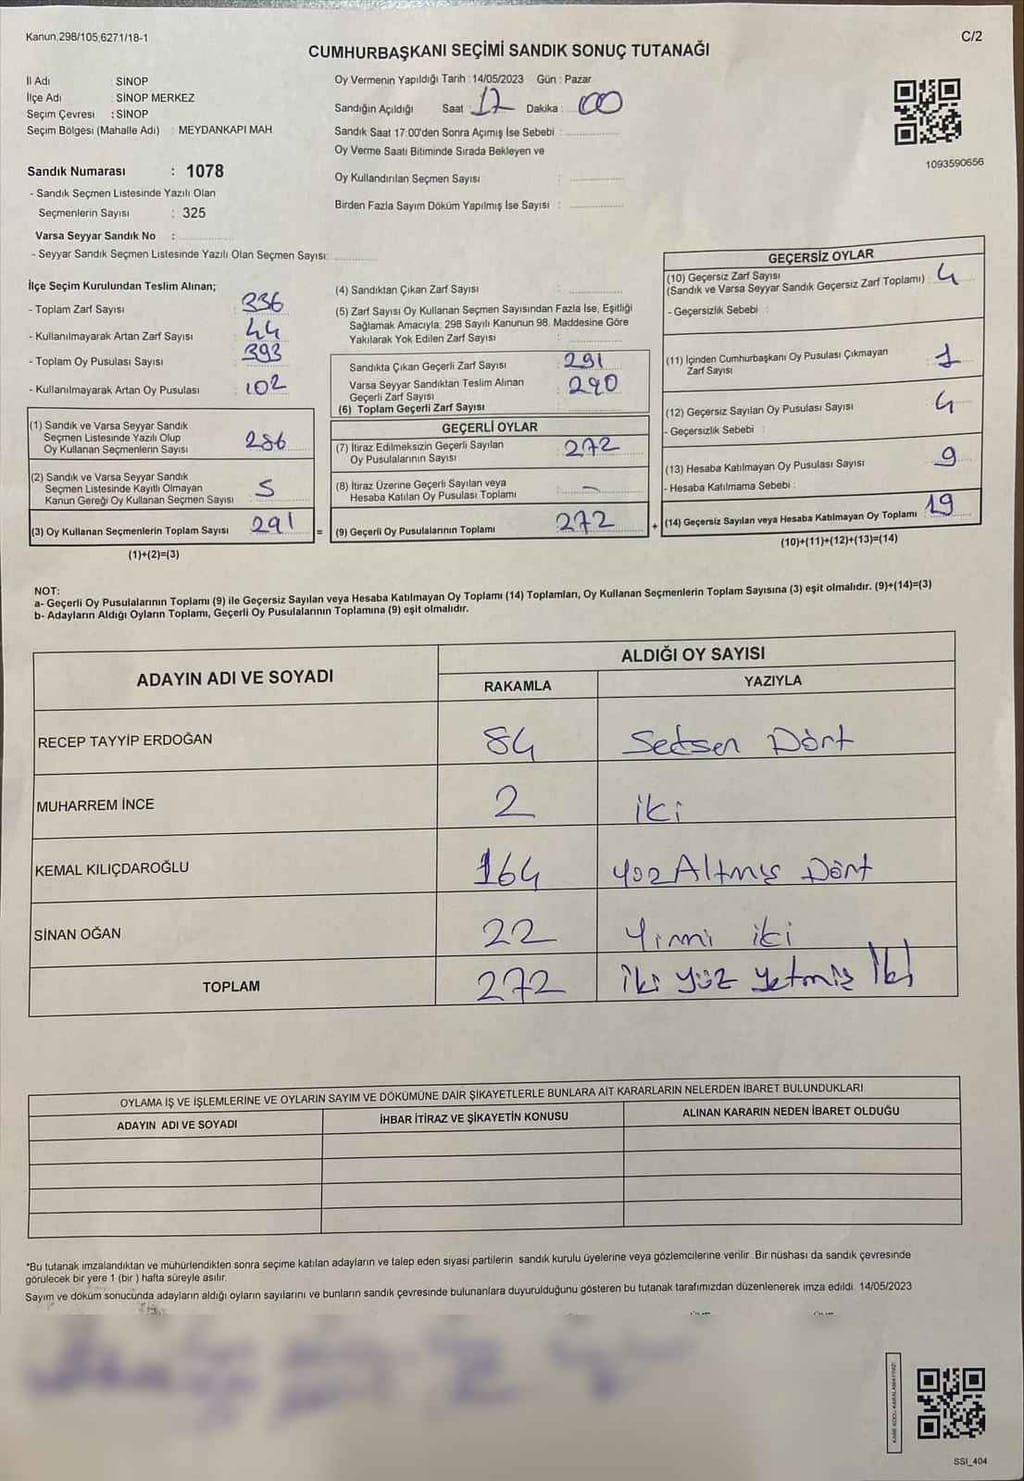 Kanun,298/105,6271/18-1
C/2
CUMHURBAŞKANI SEÇİMİ SANDIK SONUÇ TUTANAĞI
İl Adı SİNOP
İlçe Adı : SİNOP MERKEZ
Seçim Çevresi : SİNOP
Seçim Bölgesi (Mahalle Adı) : MEYDANKAPI MAH
Oy Vermenin Yapıldığı Tarih : 14/05/2023 Gün : Pazar
Sandığın Açıldığı Saat : 17 Dakika : 00
Sandık Saat 17:00'den Sonra Açımış İse Sebebi :
Oy Verme Saati Bitiminde Sırada Bekleyen ve
Oy Kullandırılan Seçmen Sayısı :
Birden Fazla Sayım Döküm Yapılmış İse Sayısı :
1093590656
Sandık Numarası : 1078
- Sandık Seçmen Listesinde Yazılı Olan
Seçmenlerin Sayısı : 325
Varsa Seyyar Sandık No :
- Seyyar Sandık Seçmen Listesinde Yazılı Olan Seçmen Sayısı:
İlçe Seçim Kurulundan Teslim Alınan;
- Toplam Zarf Sayısı : 336
- Kullanılmayarak Artan Zarf Sayısı : 44
- Toplam Oy Pusulası Sayısı : 393
- Kullanılmayarak Artan Oy Pusulası : 102
(1) Sandık ve Varsa Seyyar Sandık
Seçmen Listesinde Yazılı Olup
Oy Kullanan Seçmenlerin Sayısı 286
(2) Sandık ve Varsa Seyyar Sandık
Seçmen Listesinde Kayıtlı Olmayan
Kanun Gereği Oy Kullanan Seçmen Sayısı 5
(3) Oy Kullanan Seçmenlerin Toplam Sayısı 291
(1)+(2)=(3)
(4) Sandıktan Çıkan Zarf Sayısı :
(5) Zarf Sayısı Oy Kullanan Seçmen Sayısından Fazla İse, Eşitliği
Sağlamak Amacıyla, 298 Sayılı Kanunun 98. Maddesine Göre
Yakılarak Yok Edilen Zarf Sayısı :
Sandıkta Çıkan Geçerli Zarf Sayısı : 291
Varsa Seyyar Sandıktan Teslim Alınan
Geçerli Zarf Sayısı : 290
(6) Toplam Geçerli Zarf Sayısı
GEÇERLİ OYLAR
(7) İtiraz Edilmeksizin Geçerli Sayılan
Oy Pusulalarının Sayısı : 272
(8) İtiraz Üzerine Geçerli Sayılan veya
Hesaba Katılan Oy Pusulası Toplamı : -
= (9) Geçerli Oy Pusulalarının Toplamı 272
GEÇERSİZ OYLAR
(10) Geçersiz Zarf Sayısı
(Sandık ve Varsa Seyyar Sandık Geçersiz Zarf Toplamı) : 4
- Geçersizlik Sebebi :
(11) İçinden Cumhurbaşkanı Oy Pusulası Çıkmayan
Zarf Sayısı : 1
(12) Geçersiz Sayılan Oy Pusulası Sayısı : 4
- Geçersizlik Sebebi :
(13) Hesaba Katılmayan Oy Pusulası Sayısı : 9
- Hesaba Katılmama Sebebi :
+ (14) Geçersiz Sayılan veya Hesaba Katılmayan Oy Toplamı 19
(10)+(11)+(12)+(13)=(14)
NOT:
a- Geçerli Oy Pusulalarının Toplamı (9) ile Geçersiz Sayılan veya Hesaba Katılmayan Oy Toplamı (14) Toplamları, Oy Kullanan Seçmenlerin Toplam Sayısına (3) eşit olmalıdır. (9)+(14)=(3)
b- Adayların Aldığı Oyların Toplamı, Geçerli Oy Pusulalarının Toplamına (9) eşit olmalıdır.
ADAYIN ADI VE SOYADI
ALDIĞI OY SAYISI
RAKAMLA YAZIYLA
RECEP TAYYİP ERDOĞAN 84 Seksen Dört
MUHARREM İNCE 2 iki
KEMAL KILIÇDAROĞLU 164 yüz Altmış Dört
SİNAN OĞAN 22 Yirmi iki
TOPLAM 272 iki yüz yetmiş İki
OYLAMA İŞ VE İŞLEMLERİNE VE OYLARIN SAYIM VE DÖKÜMÜNE DAİR ŞİKAYETLERLE BUNLARA AİT KARARLARIN NELERDEN İBARET BULUNDUKLARI
ADAYIN ADI VE SOYADI İHBAR İTİRAZ VE ŞİKAYETİN KONUSU ALINAN KARARIN NEDEN İBARET OLDUĞU
*Bu tutanak imzalandıktan ve mühürlendikten sonra seçime katılan adayların ve talep eden siyasi partilerin sandık kurulu üyelerine veya gözlemcilerine verilir. Bir nüshası da sandık çevresinde
görülecek bir yere 1 (bir ) hafta süreyle asılır.
Sayım ve döküm sonucunda adayların aldığı oyların sayılarını ve bunların sandık çevresinde bulunanlara duyurulduğunu gösteren bu tutanak tarafımızdan düzenlenerek imza edildi. 14/05/2023
SSI_404